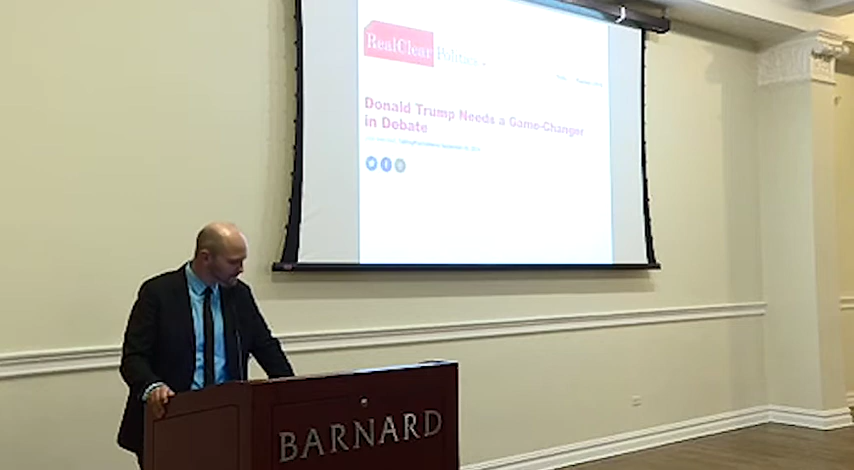 RealClear Politics
Donald Trump Needs a Game-Changer
in Debate
BARNARD